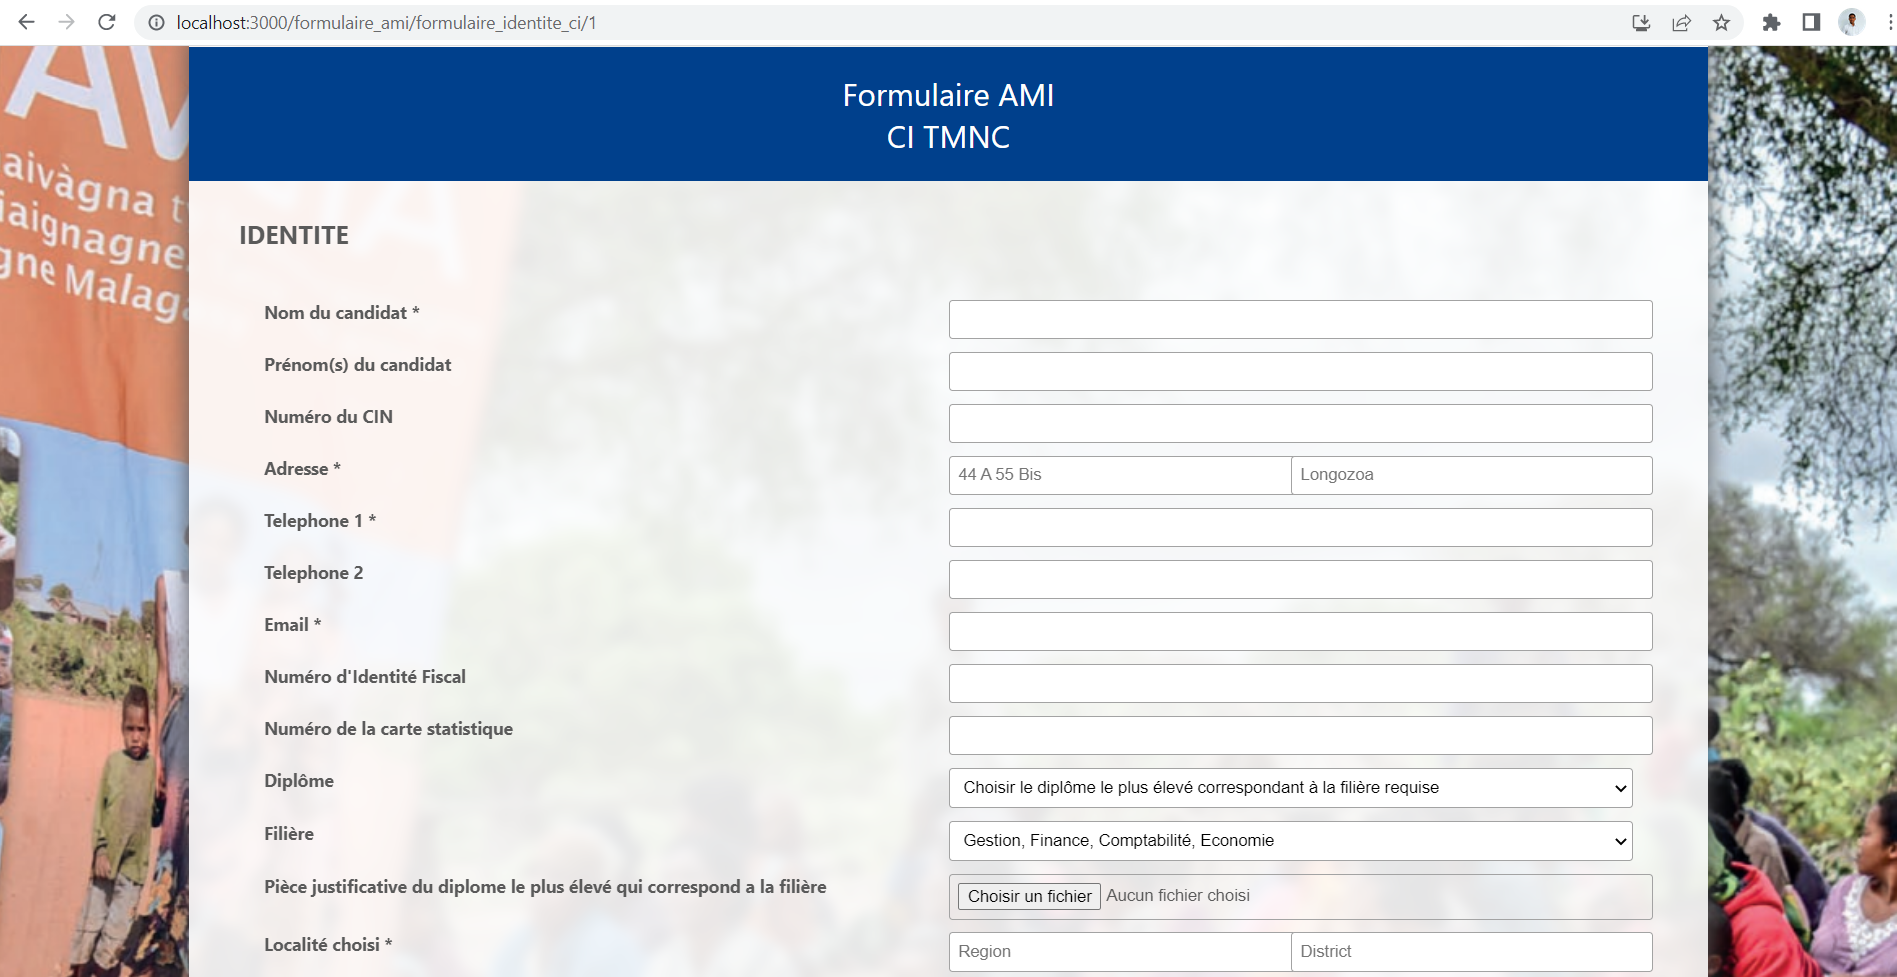 localhost:3000/formulaire_ami/formulaire_identite_ci/1
Formulaire AMI
CI TMNC
aivàgna
iaignagne
gne Malaga
IDENTITE
Nom du candidat *
Prénom(s) du candidat
Numéro du CIN
Adresse *
44 A 55 Bis
Longozoa
Telephone 1 *
Telephone 2
Email *
Numéro d'Identité Fiscal
Numéro de la carte statistique
Diplôme
Choisir le diplôme le plus élevé correspondant à la filière requise
Filière
Gestion, Finance, Comptabilité, Economie
Pièce justificative du diplome le plus élevé qui correspond a la filière
Choisir un fichier Aucun fichier choisi
Localité choisi *
Region
District